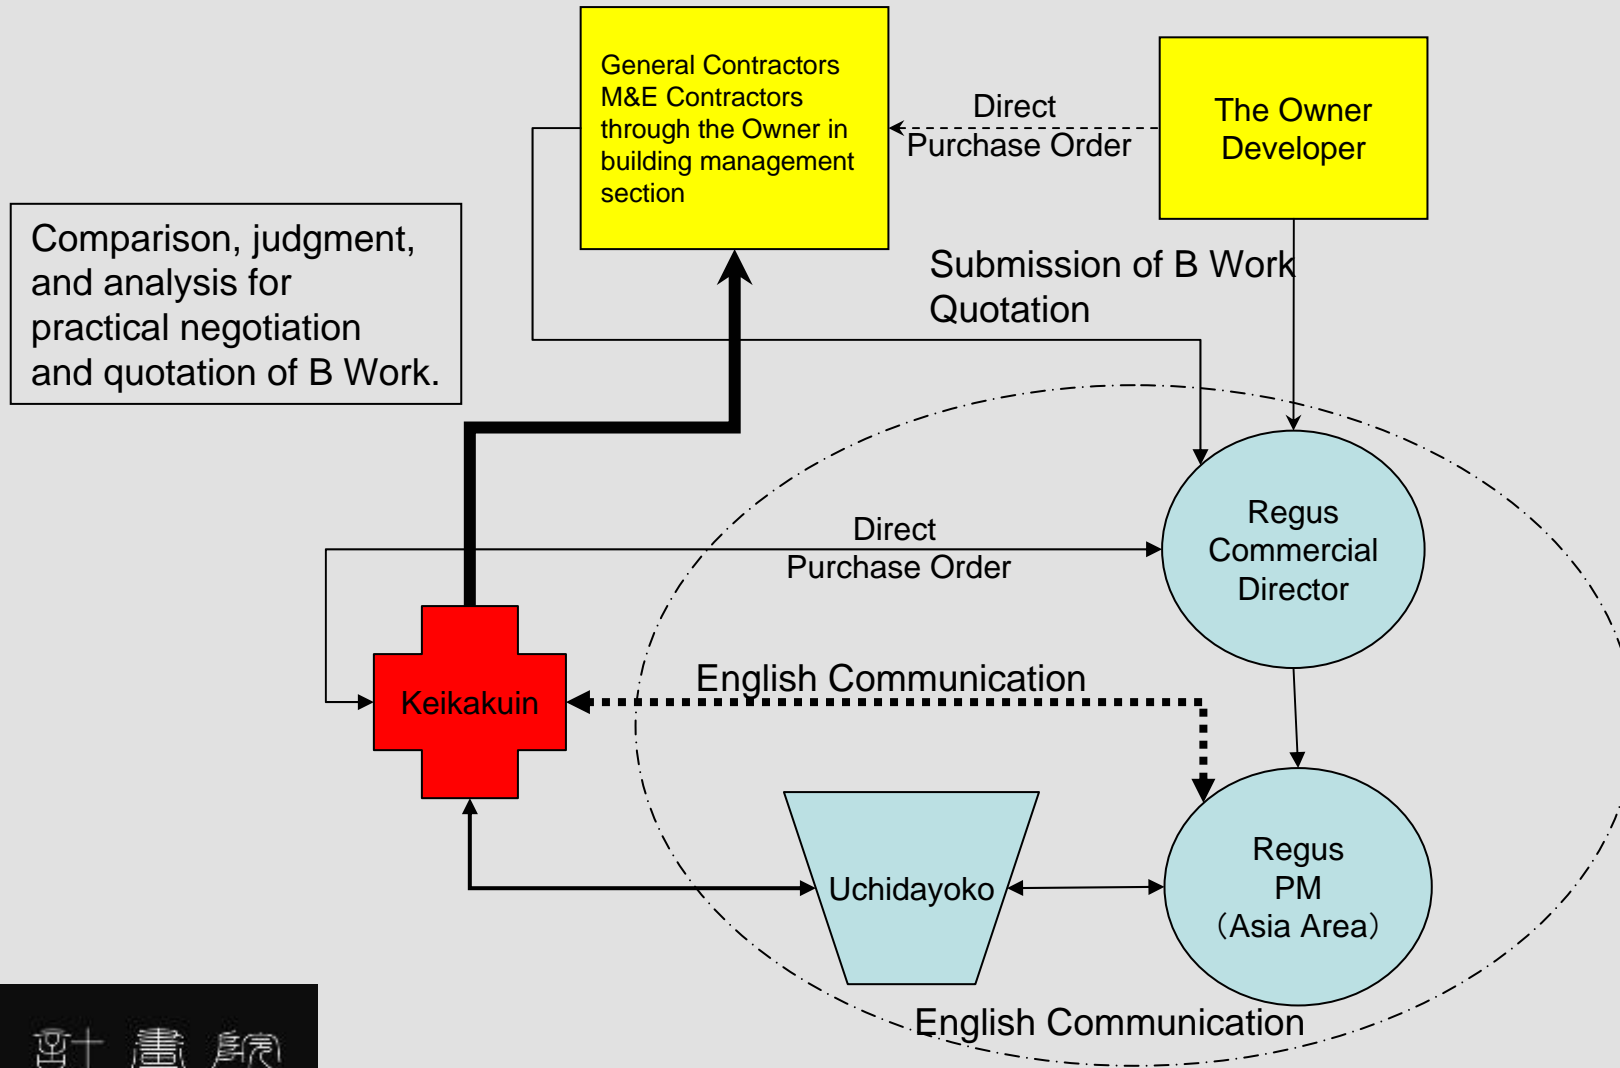 General Contractors
M&E Contractors
through the Owner in
building management
section
Direct
Purchase Order
The Owner
Developer
Comparison, judgment,
and analysis for
practical negotiation
and quotation of B Work.
Submission of B Work
Quotation
Direct
Purchase Order
Regus
Commercial
Director
Keikakuin
English Communication
Uchidayoko
Regus
PM
（Asia Area）
English Communication
計畫院